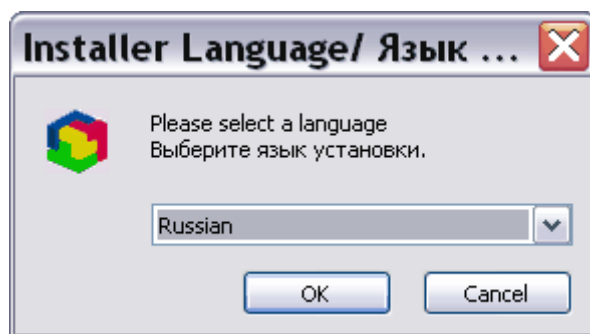 Installer Language/ Язык ...
Please select a language
Выберите язык установки.
Russian
OK
Cancel